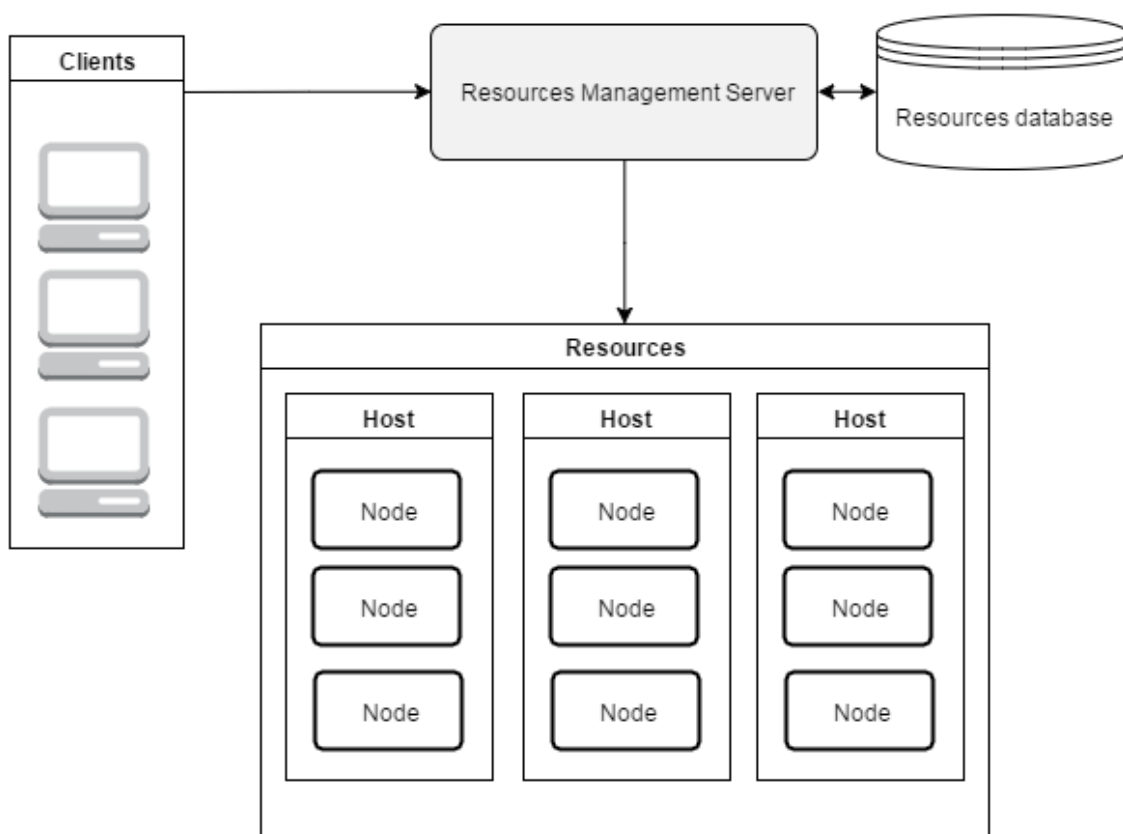 Clients
Resources Management Server
Resources database
Resources
Host
Host
Host
Node
Node
Node
Node
Node
Node
Node
Node
Node